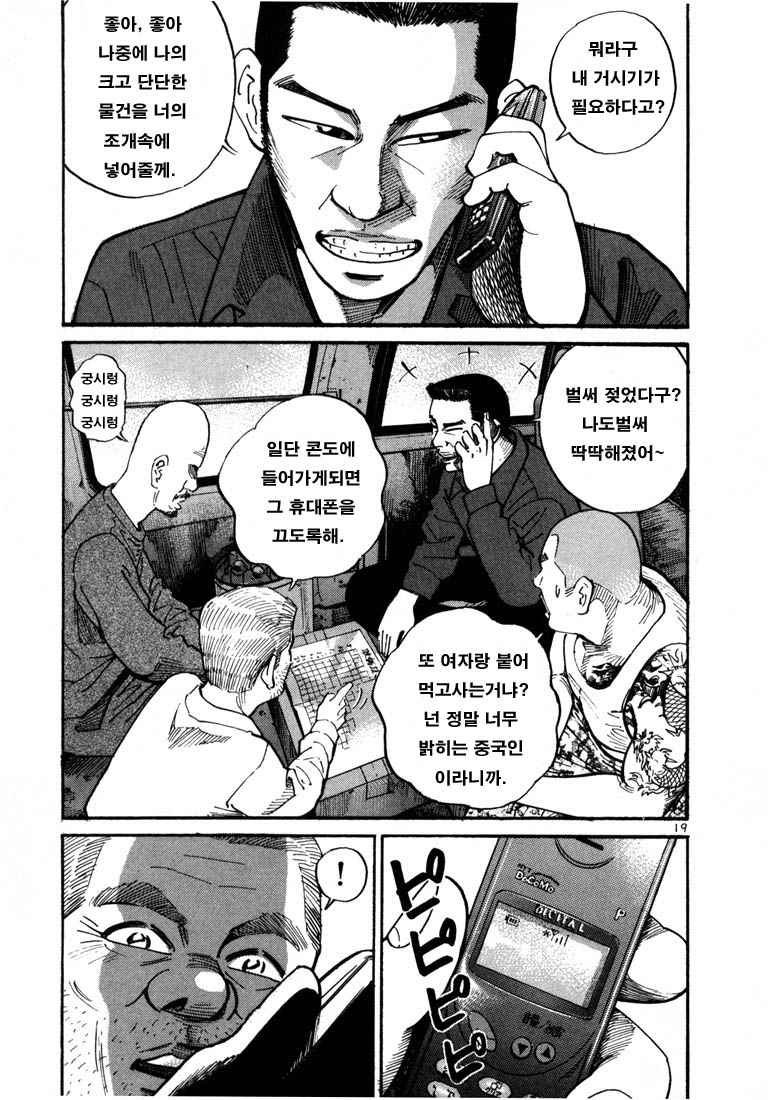 좋아, 좋아
나중에 나의
크고 단단한
물건을 너의
조개속에
넣어줄께.
뭐라구
내 거시기가
필요하다고?
궁시렁
궁시렁
궁시렁
일단 콘도에
들어가게되면
그 휴대폰을
끄도록해.
벌써 젖었다구?
나도벌써
딱딱해졌어~
또 여자랑 붙어
먹고사는거냐?
넌 정말 너무
밝히는 중국인
이라니까.
19
!
DoCoMo
DIGITAL
P